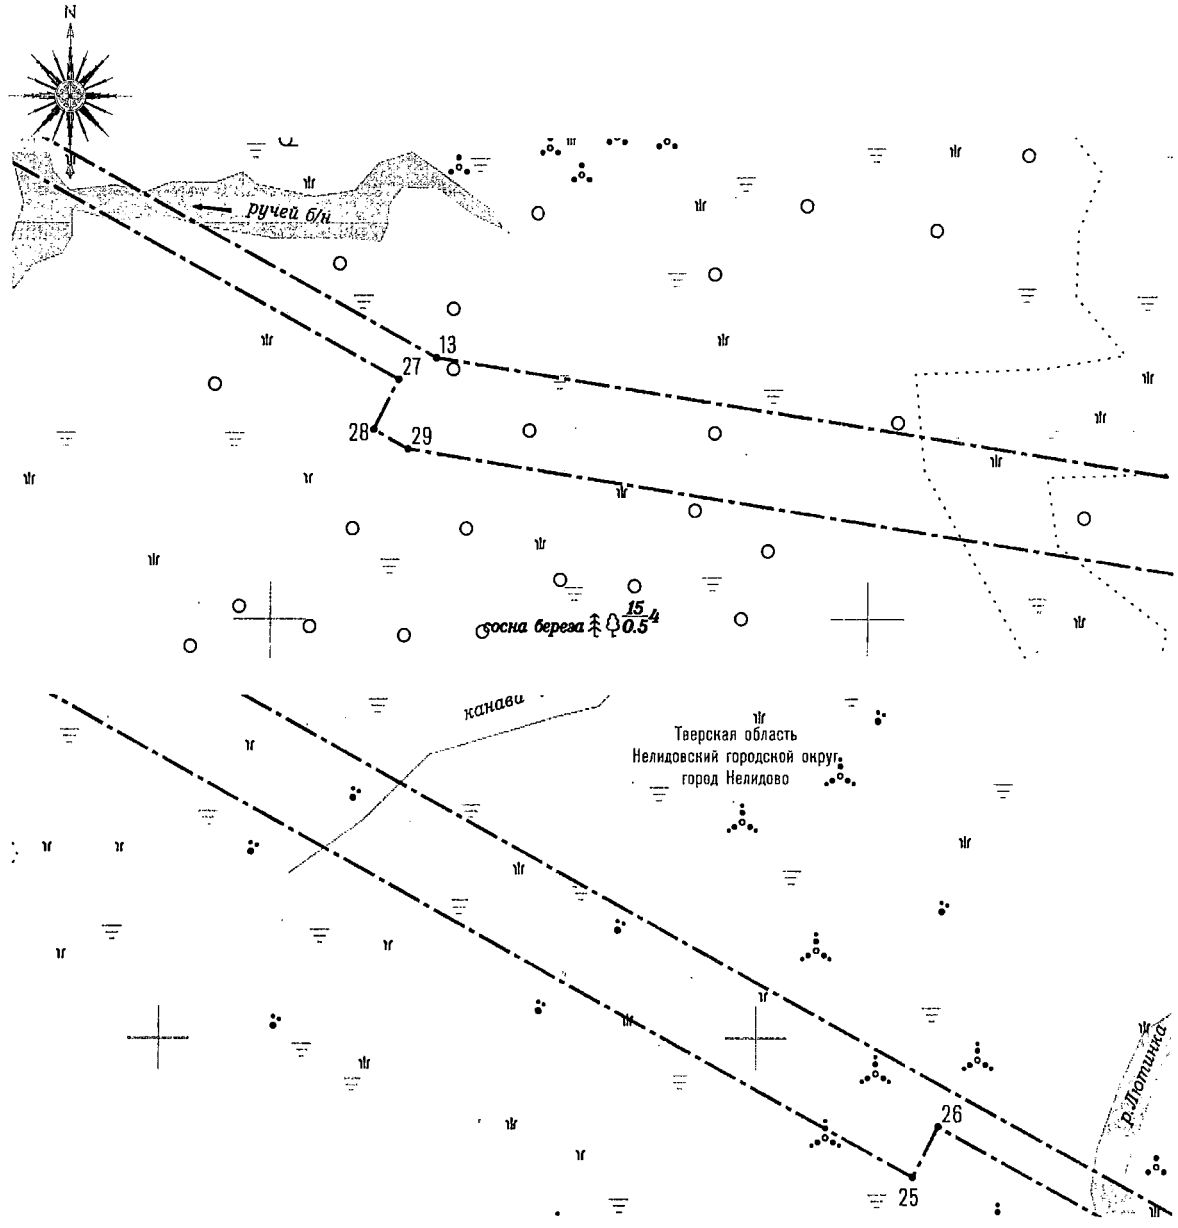 N
ручей б/н
13
27
28
29
сосна береза 15/0.5 4
канава
Тверская область
Нелидовский городской округ
город Нелидово
р.Лютинка
26
25